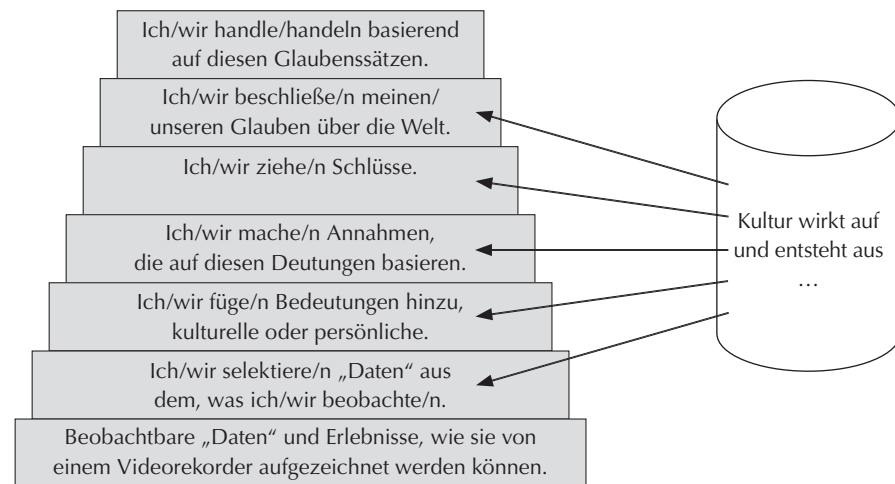 Ich/wir handle/handeln basierend
auf diesen Glaubenssätzen.
Ich/wir beschließe/n meinen/
unseren Glauben über die Welt.
Ich/wir ziehe/n Schlüsse.
Ich/wir mache/n Annahmen,
die auf diesen Deutungen basieren.
Ich/wir füge/n Bedeutungen hinzu,
kulturelle oder persönliche.
Ich/wir selektiere/n „Daten“ aus
dem, was ich/wir beobachte/n.
Beobachtbare „Daten“ und Erlebnisse, wie sie von
einem Videorekorder aufgezeichnet werden können.
Kultur wirkt auf
und entsteht aus
…